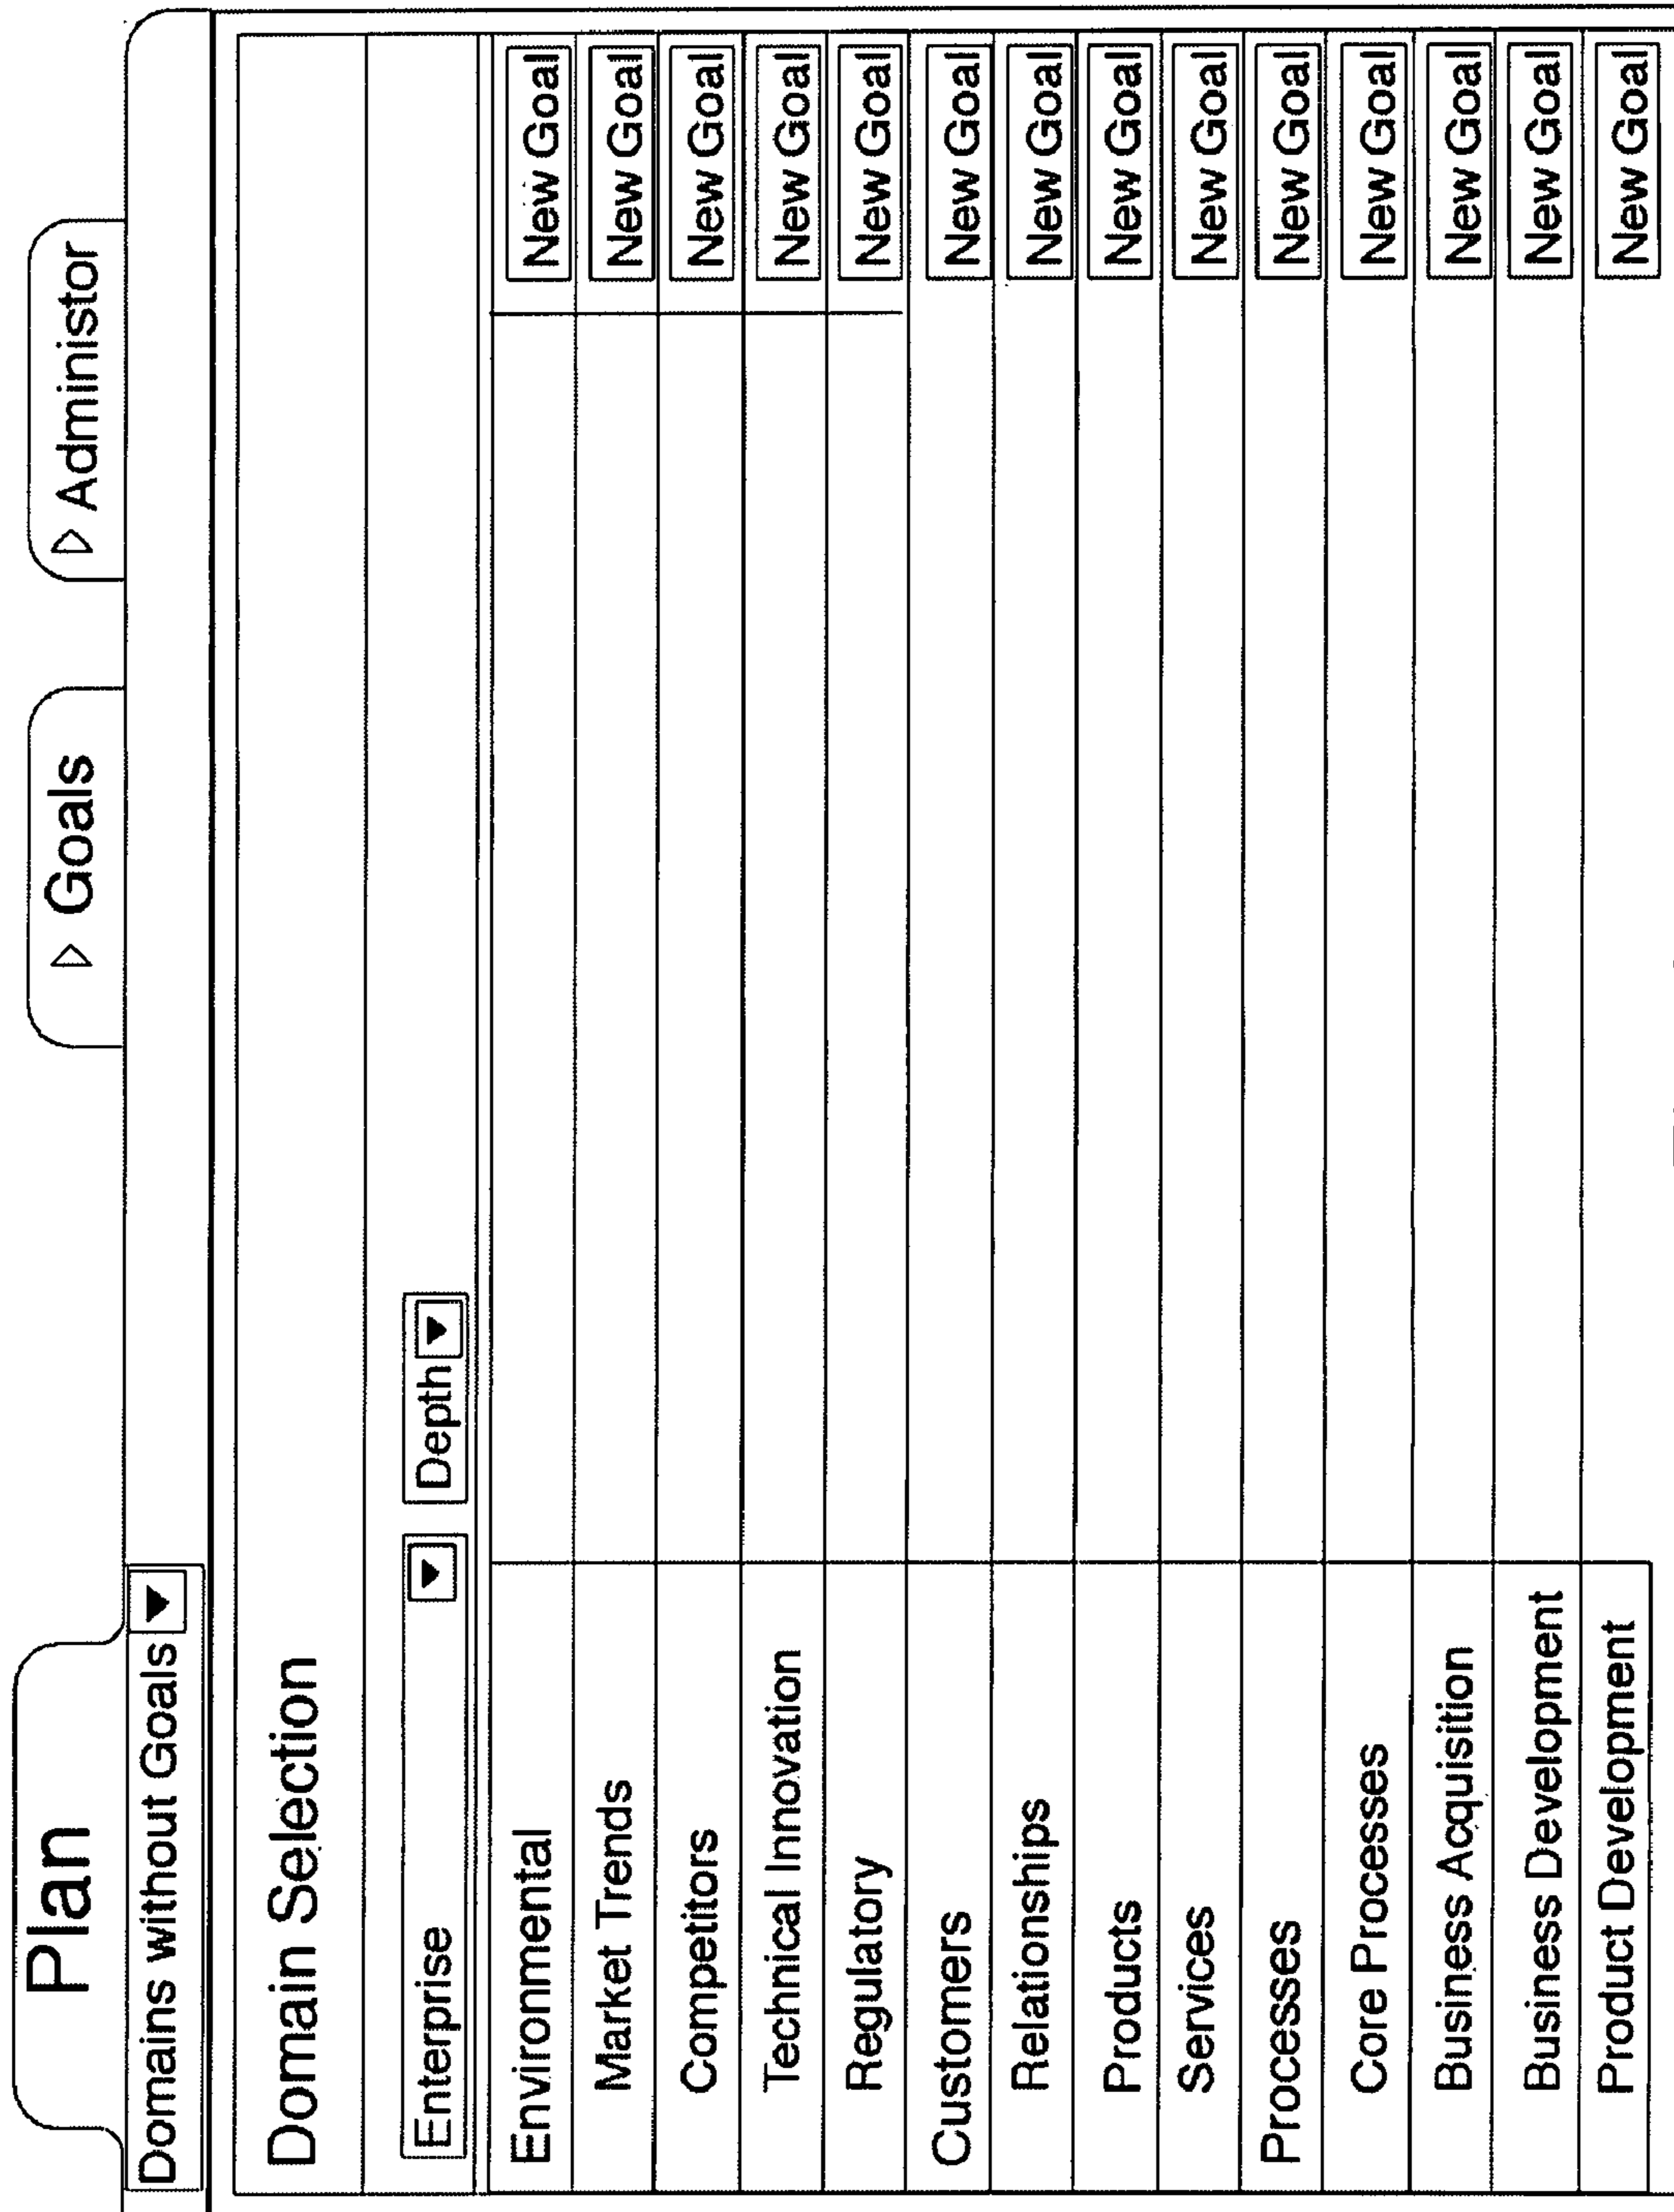 Plan ▷ Goals ▷ Administor
Domains without Goals ▼
Domain Selection
Enterprise ▼ Depth ▼
Environmental New Goal
Market Trends New Goal
Competitors New Goal
Technical Innovation New Goal
Regulatory New Goal
Customers New Goal
Relationships New Goal
Products New Goal
Services New Goal
Processes New Goal
Core Processes New Goal
Business Acquisition New Goal
Business Development New Goal
Product Development New Goal